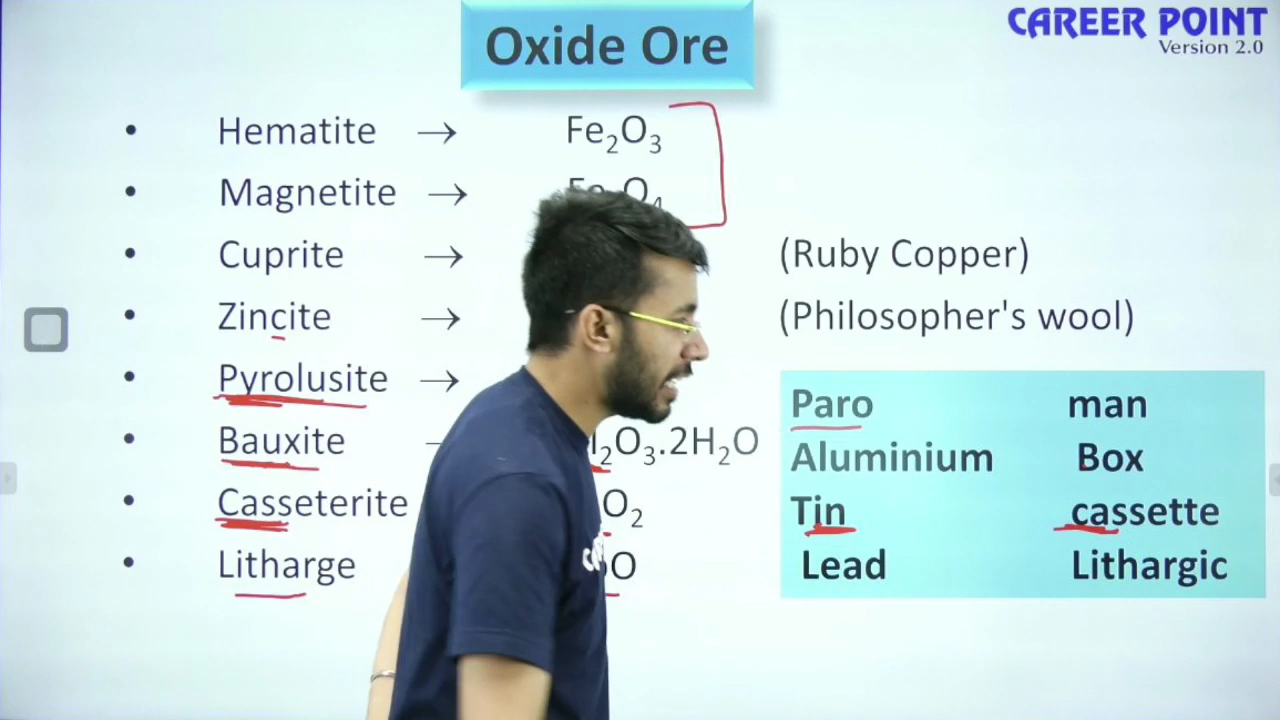 CAREER POINT
Version 2.0
Oxide Ore
• Hematite → Fe₂O₃
• Magnetite →
• Cuprite → (Ruby Copper)
• Zincite → (Philosopher's wool)
• Pyrolusite →
• Bauxite ₂O₃.2H₂O
• Casseterite O₂
• Litharge O
Paro man
Aluminium Box
Tin cassette
Lead Lithargic